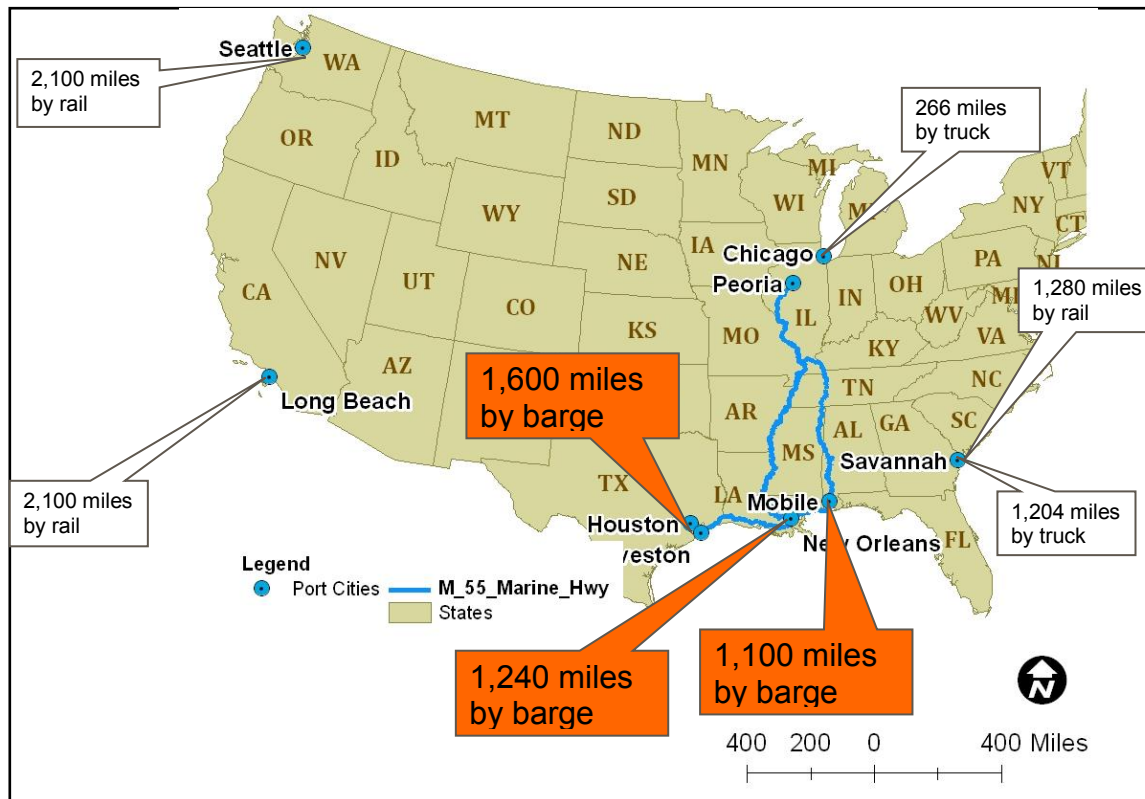 Seattle
2,100 miles
by rail
WA
MT
ND
MN
OR
ID
SD
WI
MI
266 miles
by truck
VT
NY
CT
WY
IA
Chicago
PA
NJ
NV
UT
NE
Peoria
IL
IN
OH
1,280 miles
by rail
CA
CO
KS
MO
WV
VA
KY
AZ
Long Beach
1,600 miles
by barge
TN
NC
AR
MS
AL
GA
SC
Savannah
2,100 miles
by rail
TX
LA
Mobile
1,204 miles
by truck
Houston
veston
New Orleans
FL
Legend
Port Cities
M_55_Marine_Hwy
States
1,240 miles
by barge
1,100 miles
by barge
N
400 200 0 400 Miles